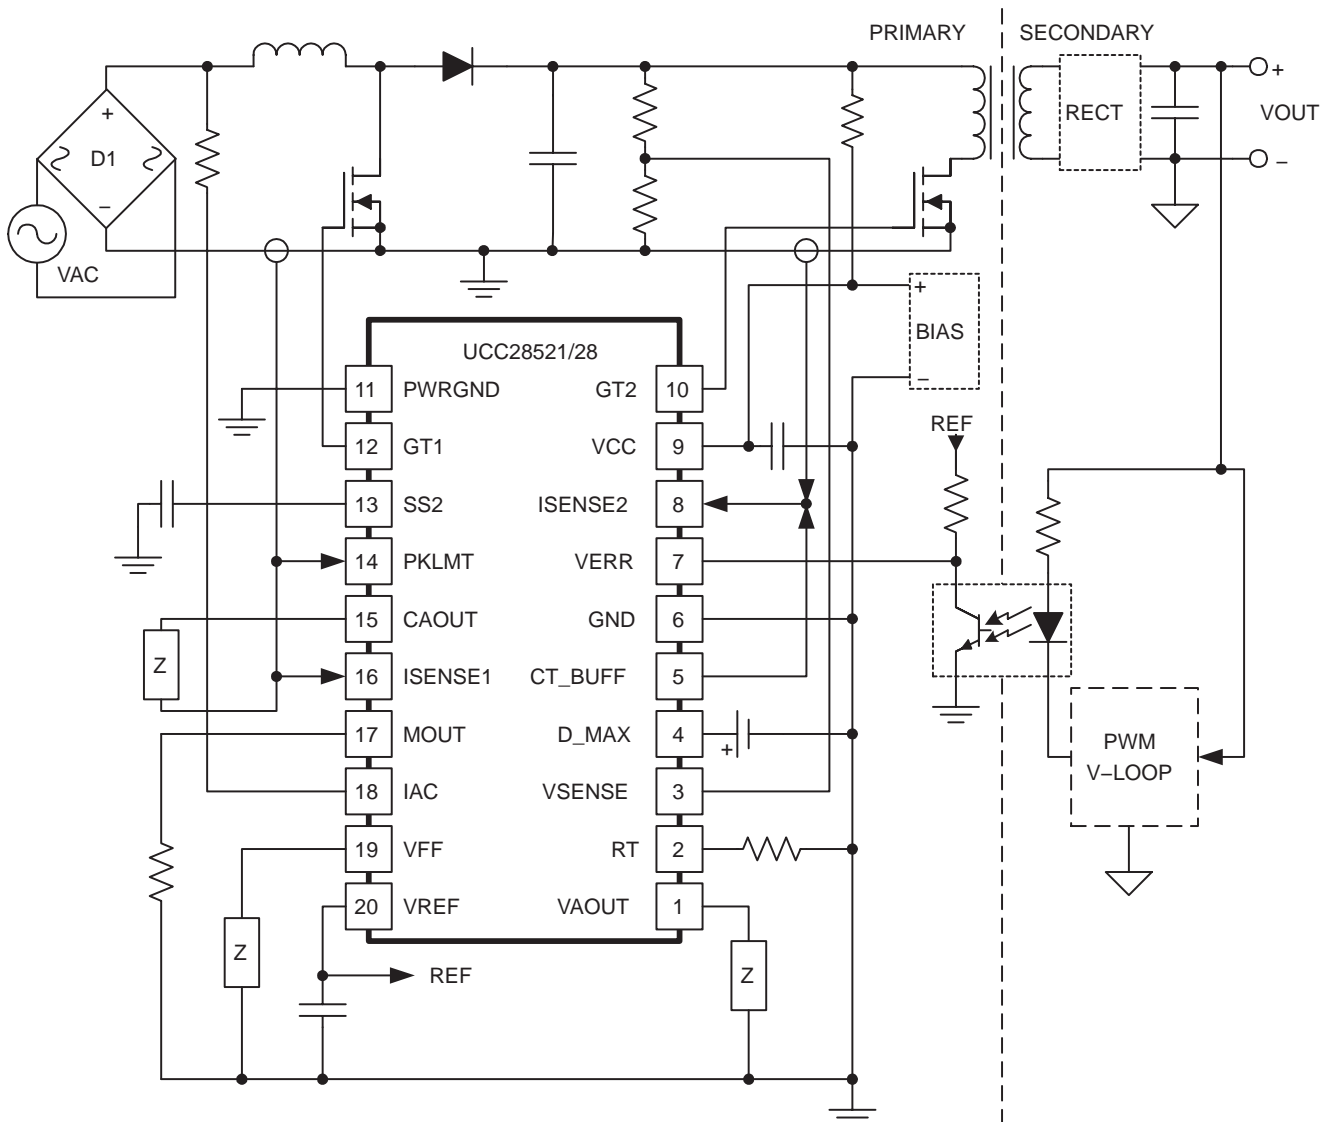 PRIMARY
SECONDARY
+
D1
−
VAC
RECT
+
VOUT
−
+
BIAS
−
UCC28521/28
11 PWRGND
GT2 10
12 GT1
VCC 9
REF
13 SS2
ISENSE2 8
14 PKLMT
VERR 7
15 CAOUT
GND 6
Z
16 ISENSE1
CT_BUFF 5
17 MOUT
D_MAX 4
+
PWM
V−LOOP
18 IAC
VSENSE 3
19 VFF
RT 2
20 VREF
VAOUT 1
Z
REF
Z